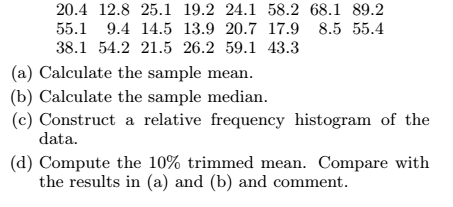 20.4 12.8 25.1 19.2 24.1 58.2 68.1 89.2
55.1 9.4 14.5 13.9 20.7 17.9 8.5 55.4
38.1 54.2 21.5 26.2 59.1 43.3
(a) Calculate the sample mean.
(b) Calculate the sample median.
(c) Construct a relative frequency histogram of the
data.
(d) Compute the 10% trimmed mean. Compare with
the results in (a) and (b) and comment.